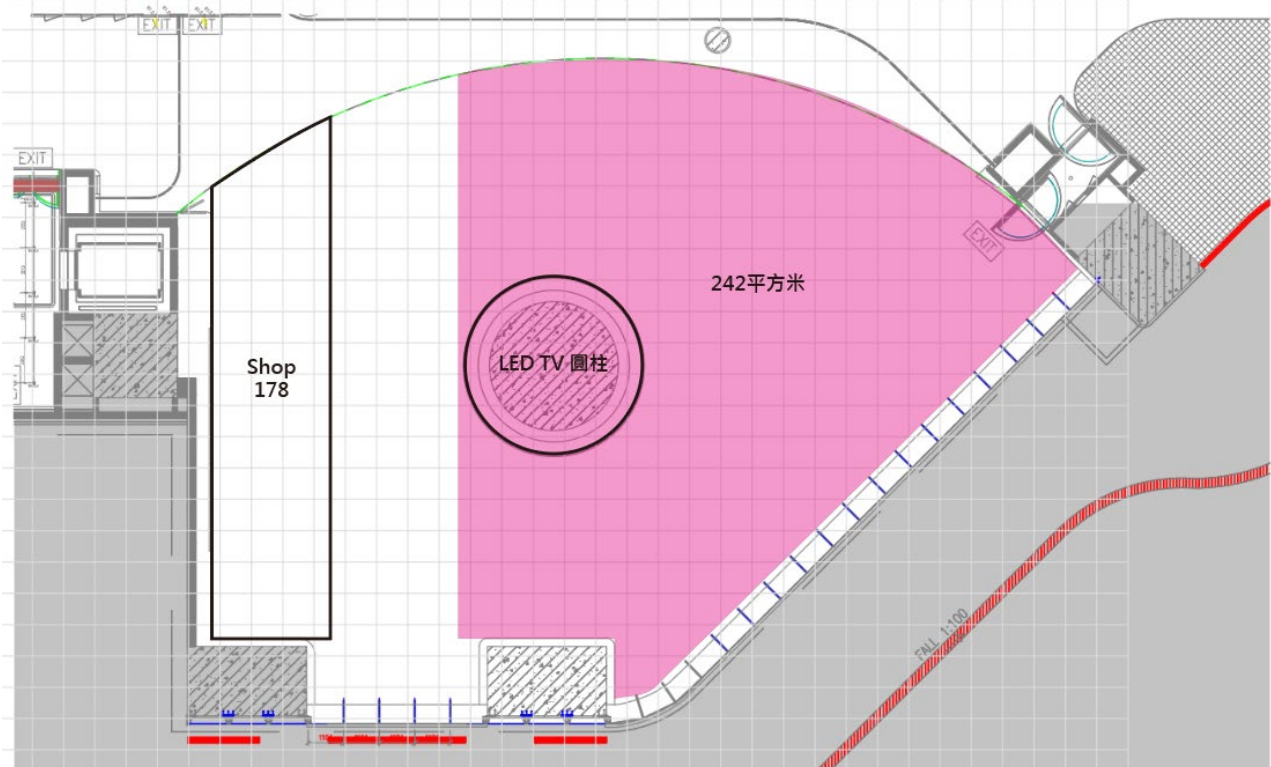 EXIT EXIT
EXIT
EXIT
242平方米
LED TV 圓柱
Shop
178
FALL 1:100